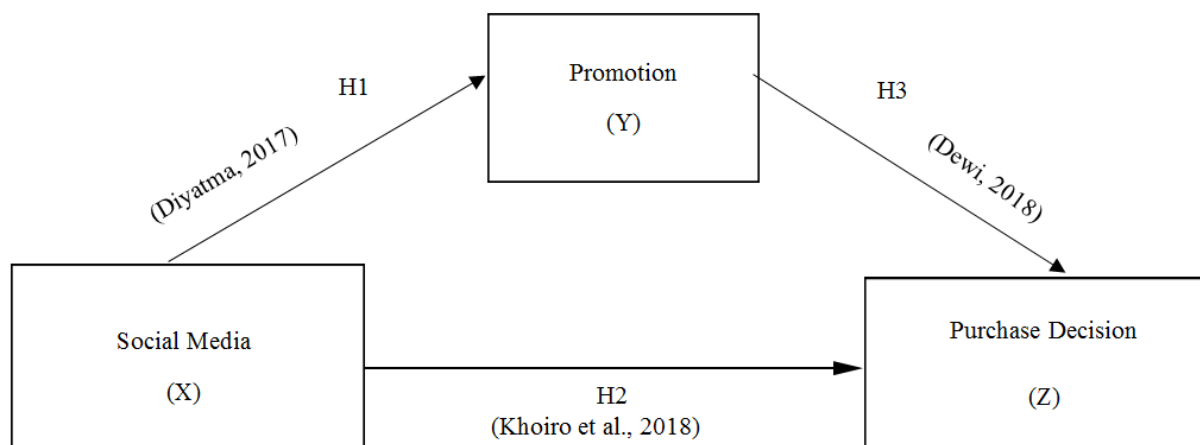 Promotion
(Y)
H1
(Diyatma, 2017)
H3
(Dewi, 2018)
Social Media
(X)
H2
(Khoiro et al., 2018)
Purchase Decision
(Z)